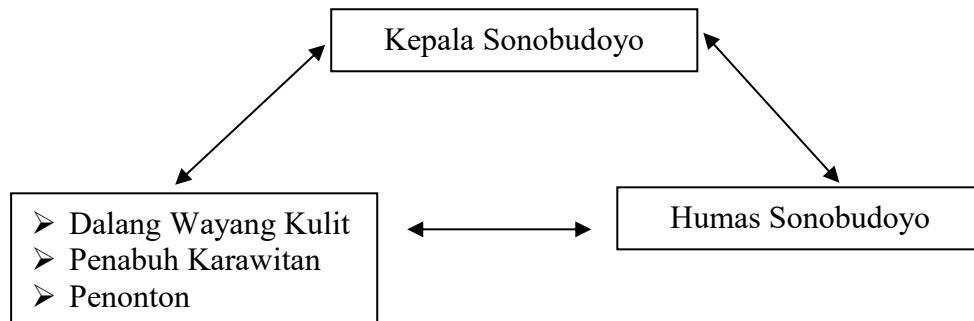 Kepala Sonobudoyo
➢ Dalang Wayang Kulit
➢ Penabuh Karawitan
➢ Penonton
Humas Sonobudoyo